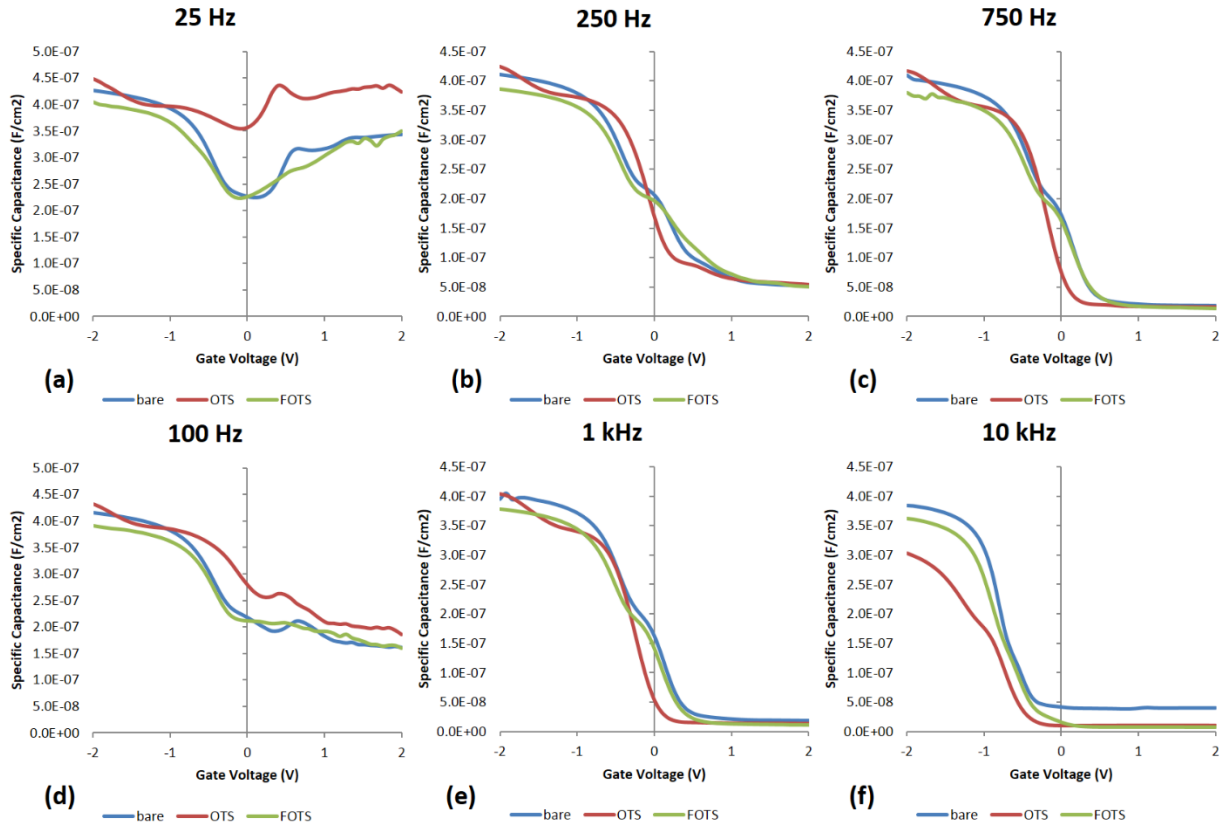 25 Hz
5.0E-07
4.5E-07
4.0E-07
3.5E-07
3.0E-07
2.5E-07
2.0E-07
1.5E-07
1.0E-07
5.0E-08
0.0E+00
Specific Capacitance (F/cm2)
-2 -1 0 1 2
Gate Voltage (V)
(a)
bare OTS FOTS
250 Hz
4.5E-07
4.0E-07
3.5E-07
3.0E-07
2.5E-07
2.0E-07
1.5E-07
1.0E-07
5.0E-08
0.0E+00
Specific Capacitance (F/cm2)
-2 -1 0 1 2
Gate Voltage (V)
(b)
bare OTS FOTS
750 Hz
4.5E-07
4.0E-07
3.5E-07
3.0E-07
2.5E-07
2.0E-07
1.5E-07
1.0E-07
5.0E-08
0.0E+00
Specific Capacitance (F/cm2)
-2 -1 0 1 2
Gate Voltage (V)
(c)
bare OTS FOTS
100 Hz
5.0E-07
4.5E-07
4.0E-07
3.5E-07
3.0E-07
2.5E-07
2.0E-07
1.5E-07
1.0E-07
5.0E-08
0.0E+00
Specific Capacitance (F/cm2)
-2 -1 0 1 2
Gate Voltage (V)
(d)
bare OTS FOTS
1 kHz
4.5E-07
4.0E-07
3.5E-07
3.0E-07
2.5E-07
2.0E-07
1.5E-07
1.0E-07
5.0E-08
0.0E+00
Specific Capacitance (F/cm2)
-2 -1 0 1 2
Gate Voltage (V)
(e)
bare OTS FOTS
10 kHz
4.5E-07
4.0E-07
3.5E-07
3.0E-07
2.5E-07
2.0E-07
1.5E-07
1.0E-07
5.0E-08
0.0E+00
Specific Capacitance (F/cm2)
-2 -1 0 1 2
Gate Voltage (V)
(f)
bare OTS FOTS